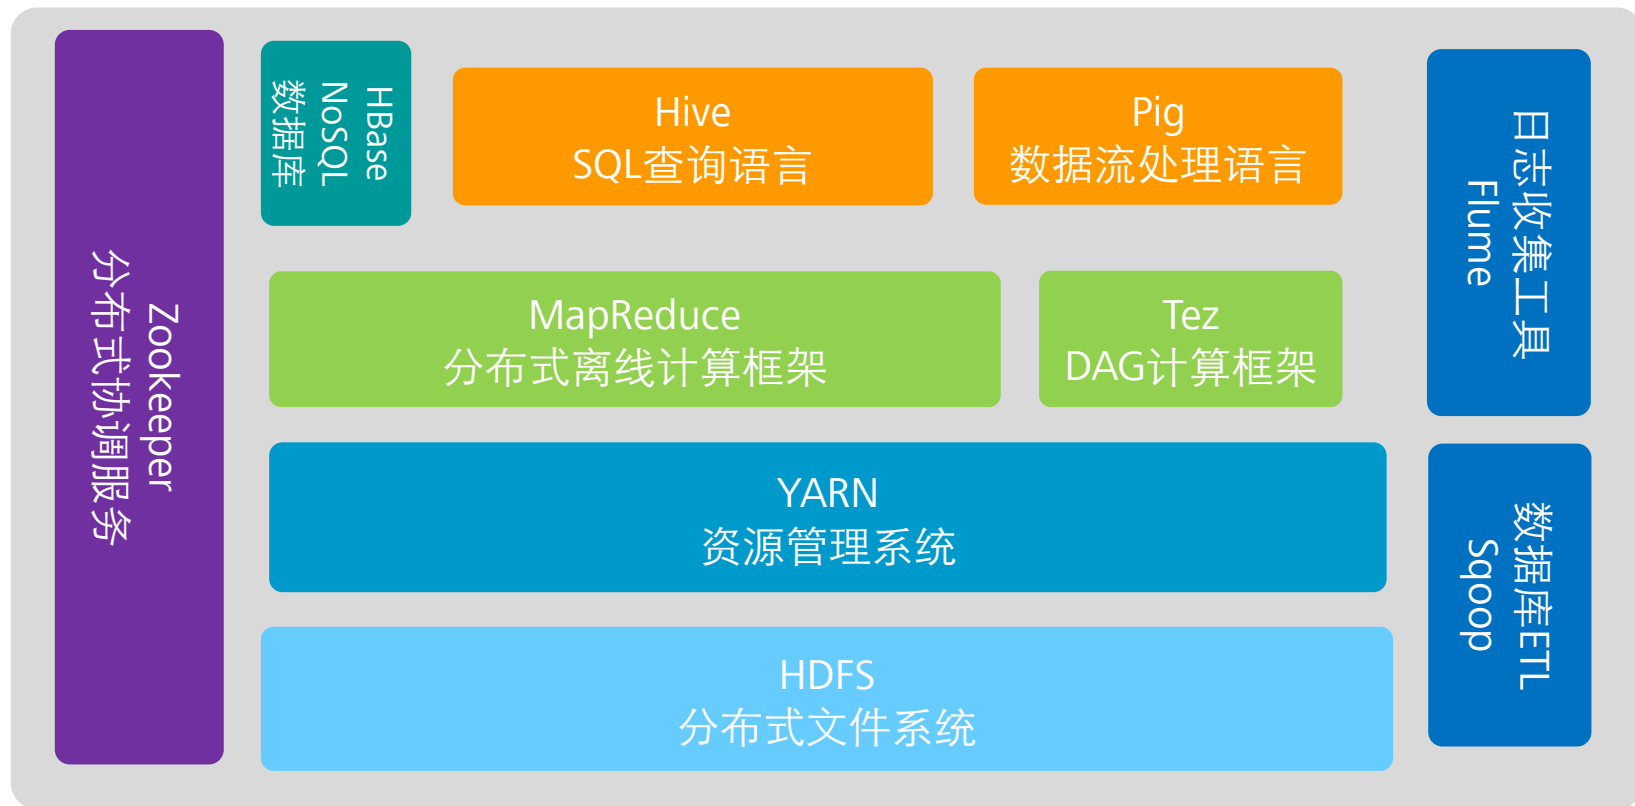 Zookeeper
分布式协调服务
HBase
NoSQL
数据库
Hive
SQL查询语言
Pig
数据流处理语言
日志收集工具
Flume
MapReduce
分布式离线计算框架
Tez
DAG计算框架
YARN
资源管理系统
数据库ETL
Sqoop
HDFS
分布式文件系统